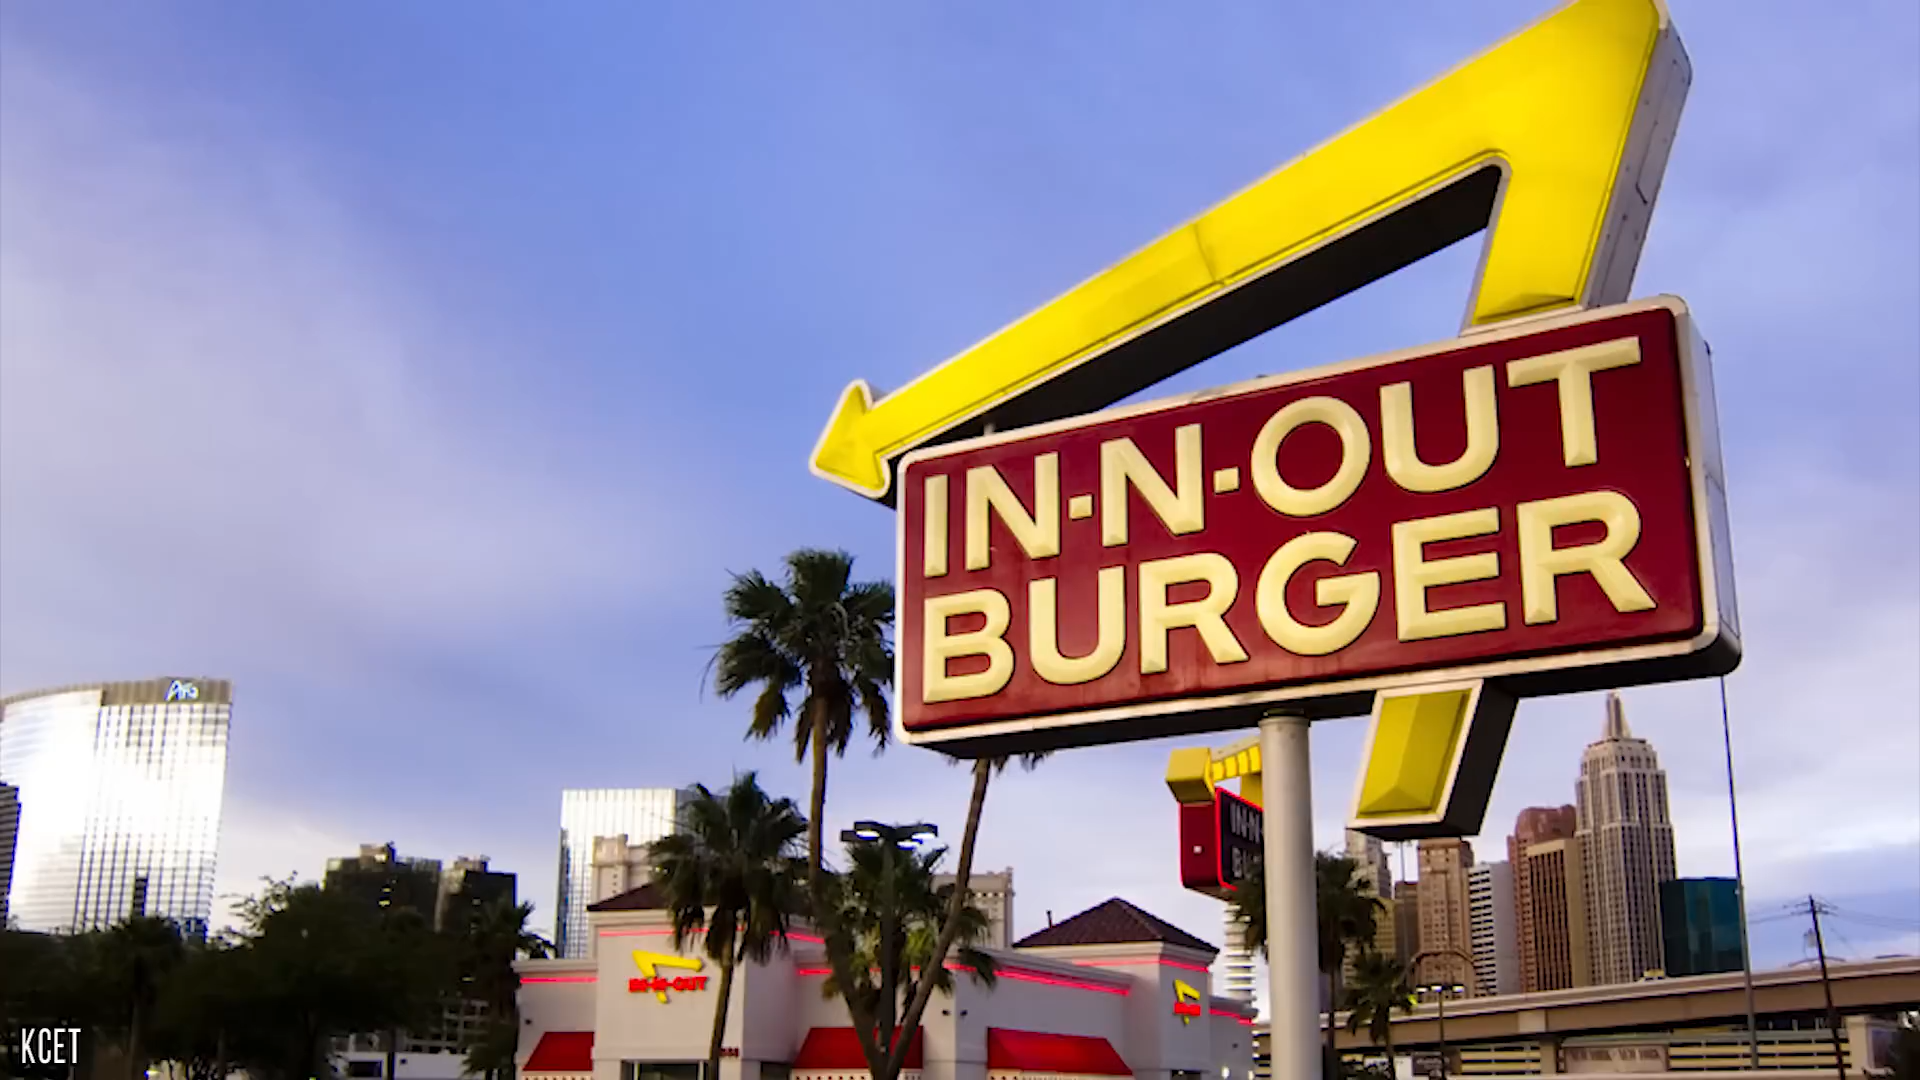 IN-N-OUT
BURGER
Aria
IN-N-OUT
KCET